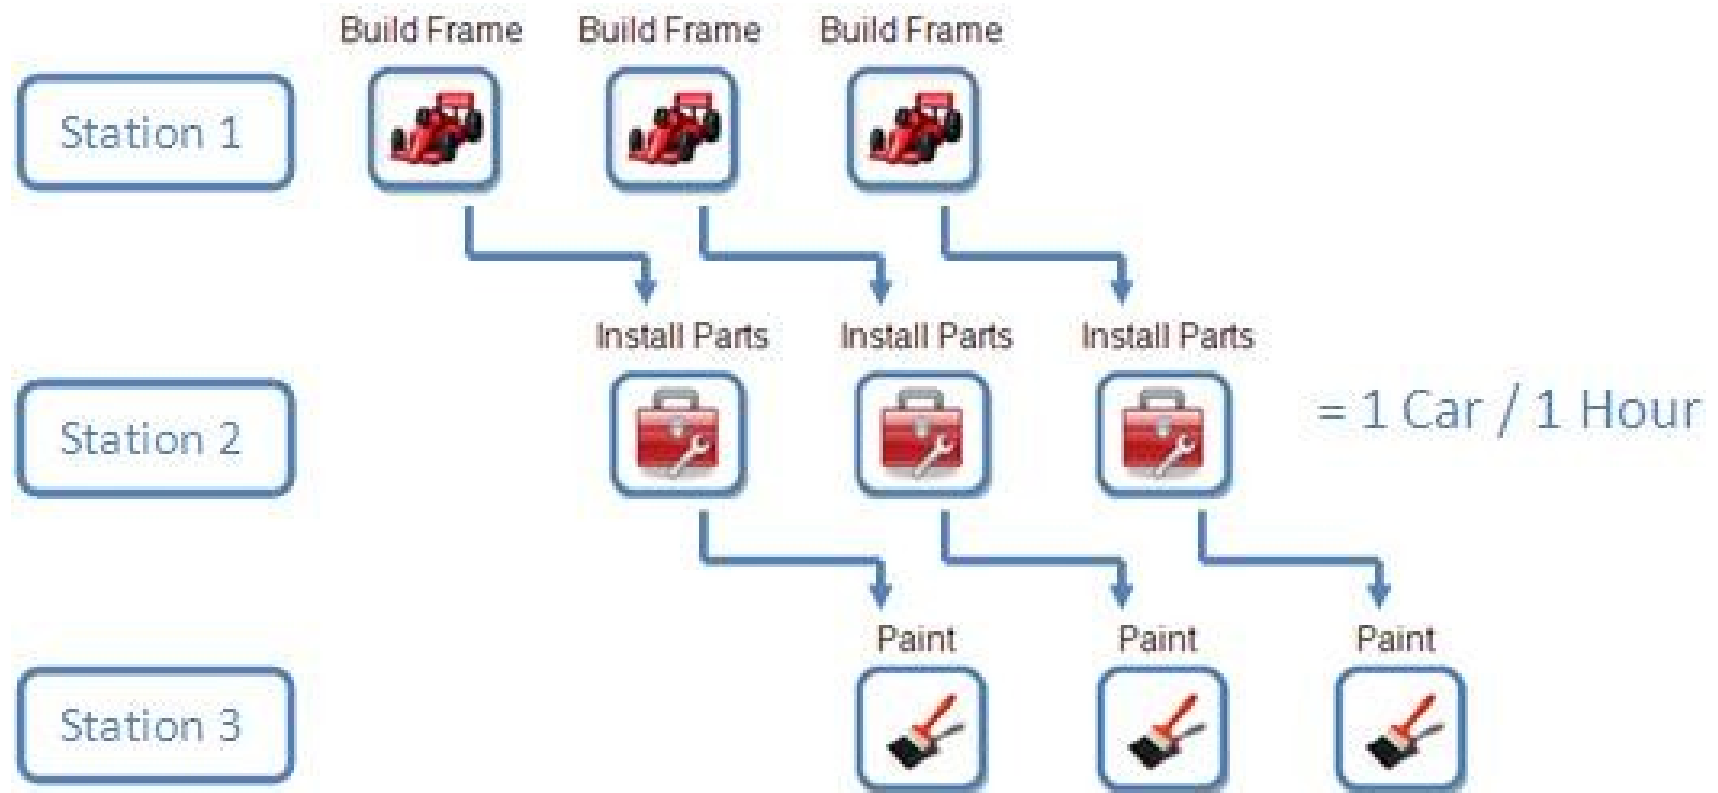 Build Frame Build Frame Build Frame
Station 1
Install Parts Install Parts Install Parts
Station 2
= 1 Car / 1 Hour
Paint Paint Paint
Station 3